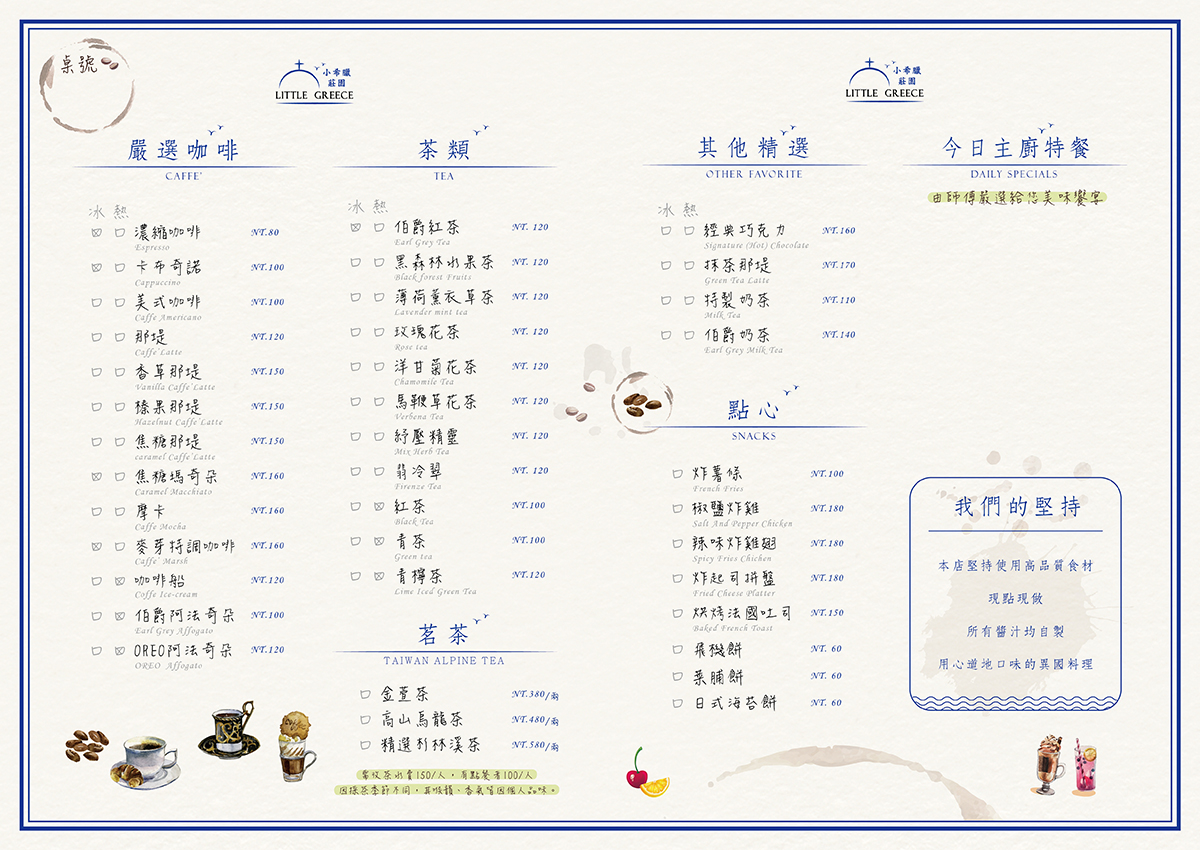 桌號
小希臘
莊園
LITTLE GREECE
嚴選咖啡
CAFFE'
冰 熱
濃縮咖啡 NT.80
Espresso
卡布奇諾 NT.100
Cappuccino
美式咖啡 NT.100
Caffe Americano
那堤 NT.120
Caffe'Latte
香草那堤 NT.150
Vanilla Caffe'Latte
榛果那堤 NT.150
Hazelnut Caffe'Latte
焦糖那堤 NT.150
caramel Caffe'Latte
焦糖瑪奇朵 NT.160
Caramel Macchiato
摩卡 NT.160
Caffe Mocha
麥芽特調咖啡 NT.160
Caffe' Marsh
咖啡船 NT.120
Coffe Ice-cream
伯爵阿法奇朵 NT.100
Earl Grey Affogato
OREO阿法奇朵 NT.120
OREO Affogato
茶類
TEA
冰 熱
伯爵紅茶 NT. 120
Earl Grey Tea
黑森林水果茶 NT. 120
Black forest Fruits
薄荷薰衣草茶 NT. 120
Lavender mint tea
玫瑰花茶 NT. 120
Rose tea
洋甘菊花茶 NT. 120
Chamomile Tea
馬鞭草花茶 NT. 120
Verbena Tea
紓壓精靈 NT. 120
Mix Herb Tea
翡冷翠 NT. 120
Firenze Tea
紅茶 NT.100
Black Tea
青茶 NT.100
Green tea
青檸茶 NT.120
Lime Iced Green Tea
茗茶
TAIWAN ALPINE TEA
金萱茶 NT.380/兩
高山烏龍茶 NT.480/兩
精選杉林溪茶 NT.580/兩
需收茶水費150/人，有點餐者100/人
因採茶季節不同，其喉韻、香氣皆因個人品味。
小希臘
莊園
LITTLE GREECE
其他精選
OTHER FAVORITE
冰 熱
經典巧克力 NT.160
Signature (Hot) Chocolate
抹茶那堤 NT.170
Green Tea Latte
特製奶茶 NT.110
Milk Tea
伯爵奶茶 NT.140
Earl Grey Milk Tea
點心
SNACKS
炸薯條 NT.100
French Fries
椒鹽炸雞 NT.180
Salt And Pepper Chicken
辣味炸雞翅 NT.180
Spicy Fries Chicken
炸起司拼盤 NT.180
Fried Cheese Platter
烘烤法國吐司 NT.150
Baked French Toast
飛機餅 NT. 60
菜脯餅 NT. 60
日式海苔餅 NT. 60
今日主廚特餐
DAILY SPECIALS
由師傅嚴選給您美味饗宴
我們的堅持
本店堅持使用高品質食材
現點現做
所有醬汁均自製
用心道地口味的異國料理